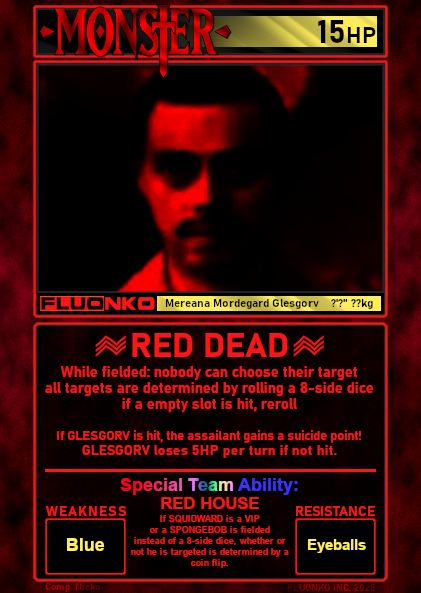 MONSTER
15HP
FLUONKO
Mereana Mordegard Glesgorv ?'?" ??kg
RED DEAD
While fielded: nobody can choose their target
all targets are determined by rolling a 8-side dice
if a empty slot is hit, reroll
If GLESGORV is hit, the assailant gains a suicide point!
GLESGORV loses 5HP per turn if not hit.
Special Team Ability:
RED HOUSE
If SQUIDWARD is a VIP
or a SPONGEBOB is fielded
instead of a 8-side dice, whether or
not he is targeted is determined by a
coin flip.
WEAKNESS
Blue
RESISTANCE
Eyeballs
Comp. Nirka
FLUONKO INC. 2025